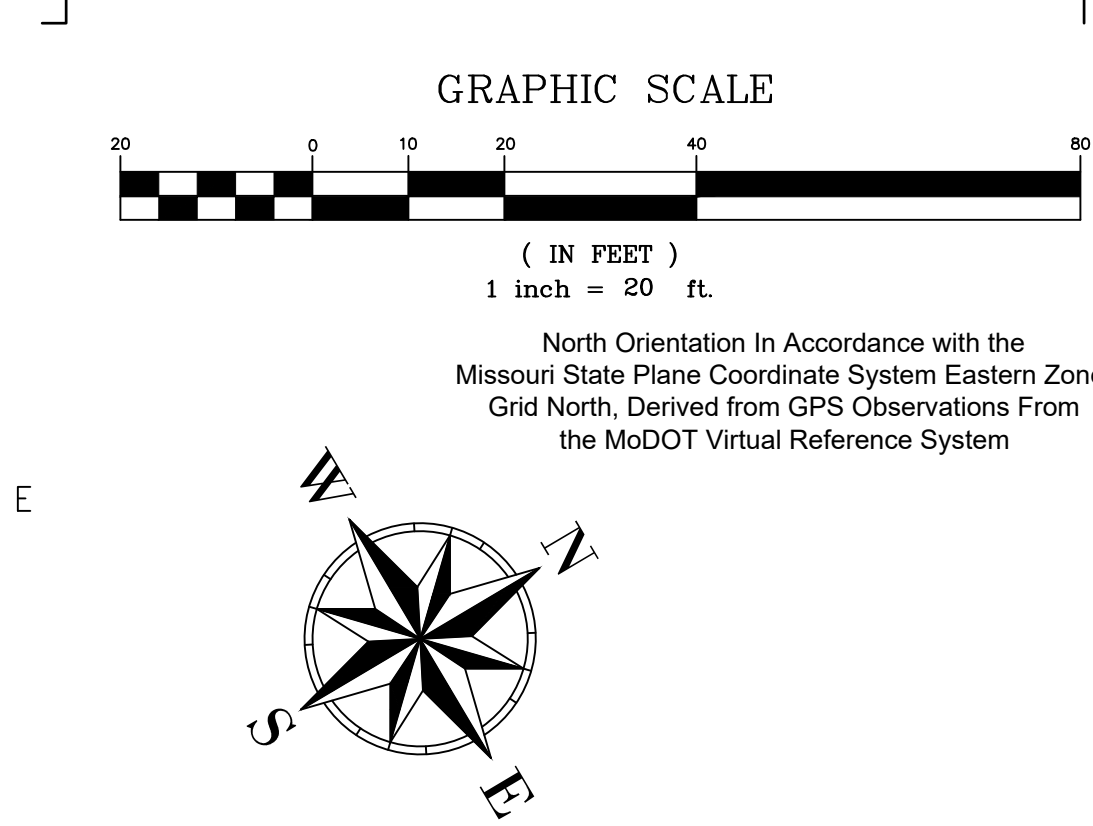 GRAPHIC SCALE
20 0 10 20 40 80
( IN FEET )
1 inch = 20 ft.
North Orientation In Accordance with the
Missouri State Plane Coordinate System Eastern Zone
Grid North, Derived from GPS Observations From
the MoDOT Virtual Reference System
W
E
N
S
E